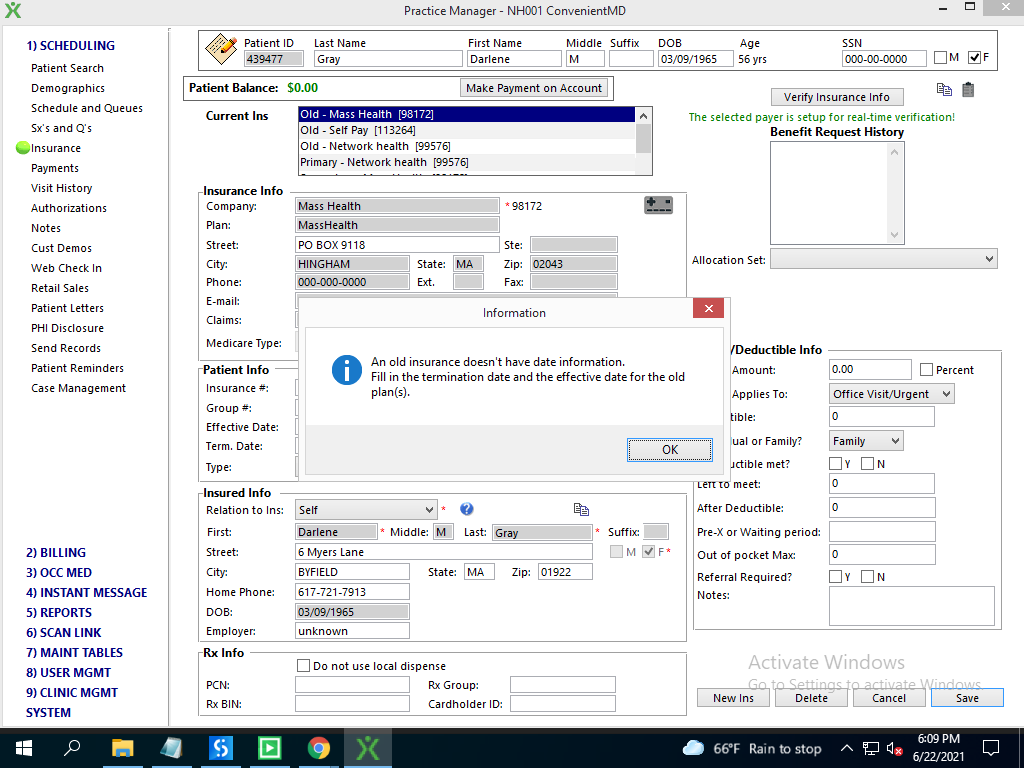 Practice Manager - NH001 ConvenientMD
1) SCHEDULING
Patient Search
Demographics
Schedule and Queues
Sx's and Q's
Insurance
Payments
Visit History
Authorizations
Notes
Cust Demos
Web Check In
Retail Sales
Patient Letters
PHI Disclosure
Send Records
Patient Reminders
Case Management
2) BILLING
3) OCC MED
4) INSTANT MESSAGE
5) REPORTS
6) SCAN LINK
7) MAINT TABLES
8) USER MGMT
9) CLINIC MGMT
SYSTEM
Patient ID Last Name First Name Middle Suffix DOB Age SSN
439477 Gray Darlene M 03/09/1965 56 yrs 000-00-0000 M F
Patient Balance: $0.00 Make Payment on Account
Current Ins
Old - Mass Health [98172]
Old - Self Pay [113264]
Old - Network health [99576]
Primary - Network health [99576]
Verify Insurance Info
The selected payer is setup for real-time verification!
Benefit Request History
Allocation Set:
Insurance Info
Company: Mass Health * 98172
Plan: MassHealth
Street: PO BOX 9118 Ste:
City: HINGHAM State: MA Zip: 02043
Phone: 000-000-0000 Ext. Fax:
E-mail:
Claims:
Medicare Type:
Information
An old insurance doesn't have date information.
Fill in the termination date and the effective date for the old
plan(s).
OK
Patient Info
Insurance #:
Group #:
Effective Date:
Term. Date:
Type:
/Deductible Info
Amount: 0.00 Percent
Applies To: Office Visit/Urgent
tible: 0
ual or Family? Family
uctible met? Y N
Left to meet: 0
After Deductible: 0
Pre-X or Waiting period:
Out of pocket Max: 0
Referral Required? Y N
Notes:
Insured Info
Relation to Ins: Self *
First: Darlene * Middle: M Last: Gray * Suffix:
Street: 6 Myers Lane M F *
City: BYFIELD State: MA Zip: 01922
Home Phone: 617-721-7913
DOB: 03/09/1965
Employer: unknown
Rx Info
Do not use local dispense
PCN: Rx Group:
Rx BIN: Cardholder ID:
Activate Windows
Go to Settings to activate Windows.
New Ins Delete Cancel Save
66°F Rain to stop
6:09 PM
6/22/2021